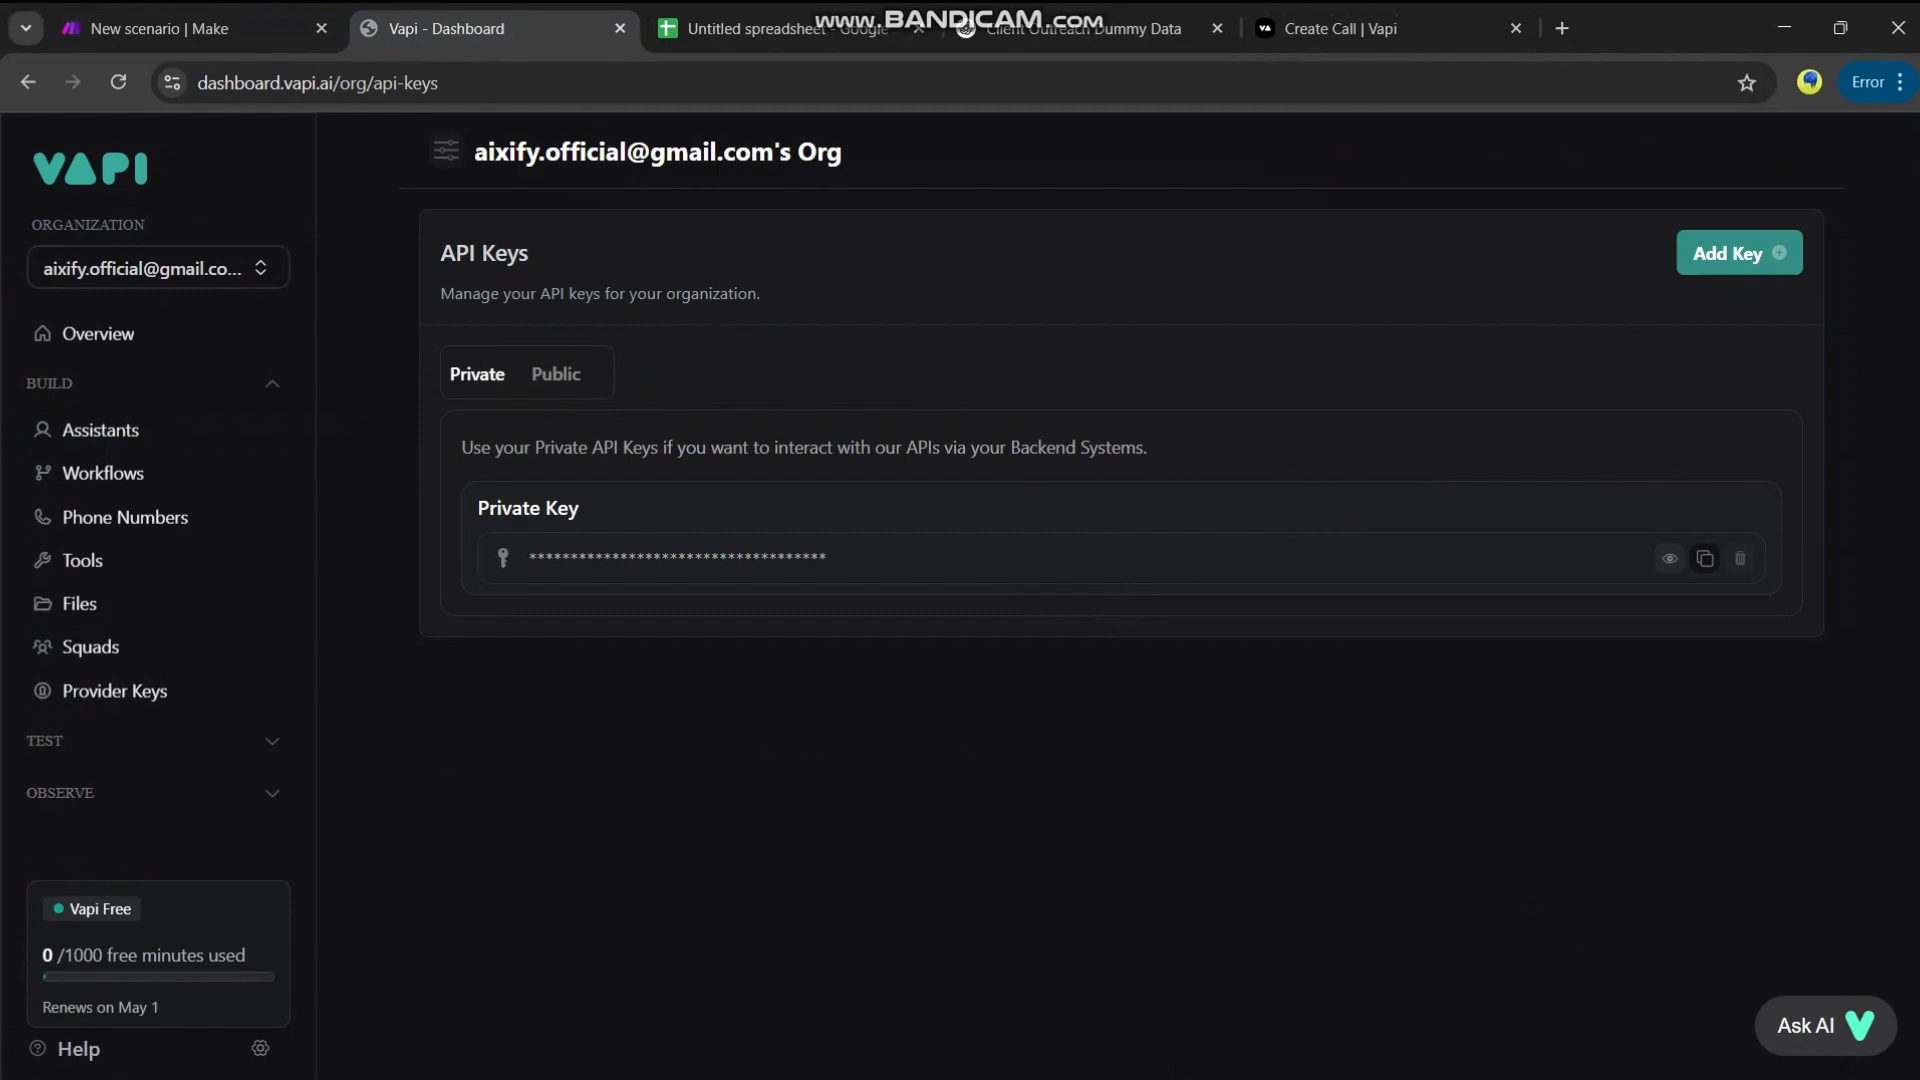 www.BANDICAM.com
New scenario | Make
Vapi - Dashboard
Untitled spreadsheet - Google
Client Outreach Dummy Data
Create Call | Vapi
dashboard.vapi.ai/org/api-keys
Error
VAPI
ORGANIZATION
aixify.official@gmail.co...
Overview
BUILD
Assistants
Workflows
Phone Numbers
Tools
Files
Squads
Provider Keys
TEST
OBSERVE
Vapi Free
0 /1000 free minutes used
Renews on May 1
Help
aixify.official@gmail.com's Org
API Keys
Add Key
Manage your API keys for your organization.
Private
Public
Use your Private API Keys if you want to interact with our APIs via your Backend Systems.
Private Key
************************************
Ask AI